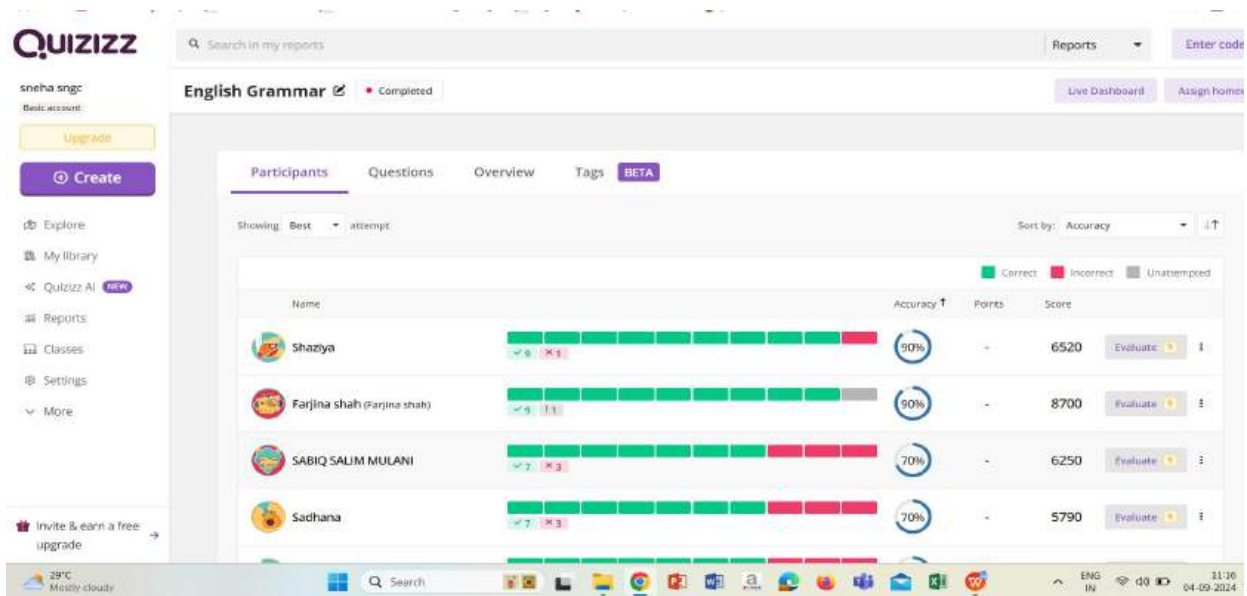 QUIZIZZ
Search in my reports
Reports
Enter code
sneha sngc
Basic account
Upgrade
English Grammar
Completed
Live Dashboard
Assign homew
Create
Participants
Questions
Overview
Tags
BETA
Explore
My library
Quizizz AI NEW
Reports
Classes
Settings
More
Invite & earn a free
upgrade
Showing Best attempt
Sort by: Accuracy
Correct
Incorrect
Unattempted
Name
Accuracy
Points
Score
Shaziya
9
1
90%
-
6520
Evaluate
Farjina shah (Farjina shah)
9
1
90%
-
8700
Evaluate
SABIQ SALIM MULANI
7
3
70%
-
6250
Evaluate
Sadhana
7
3
70%
-
5790
Evaluate
29°C
Mostly cloudy
Search
ENG
IN
11:16
04-09-2024